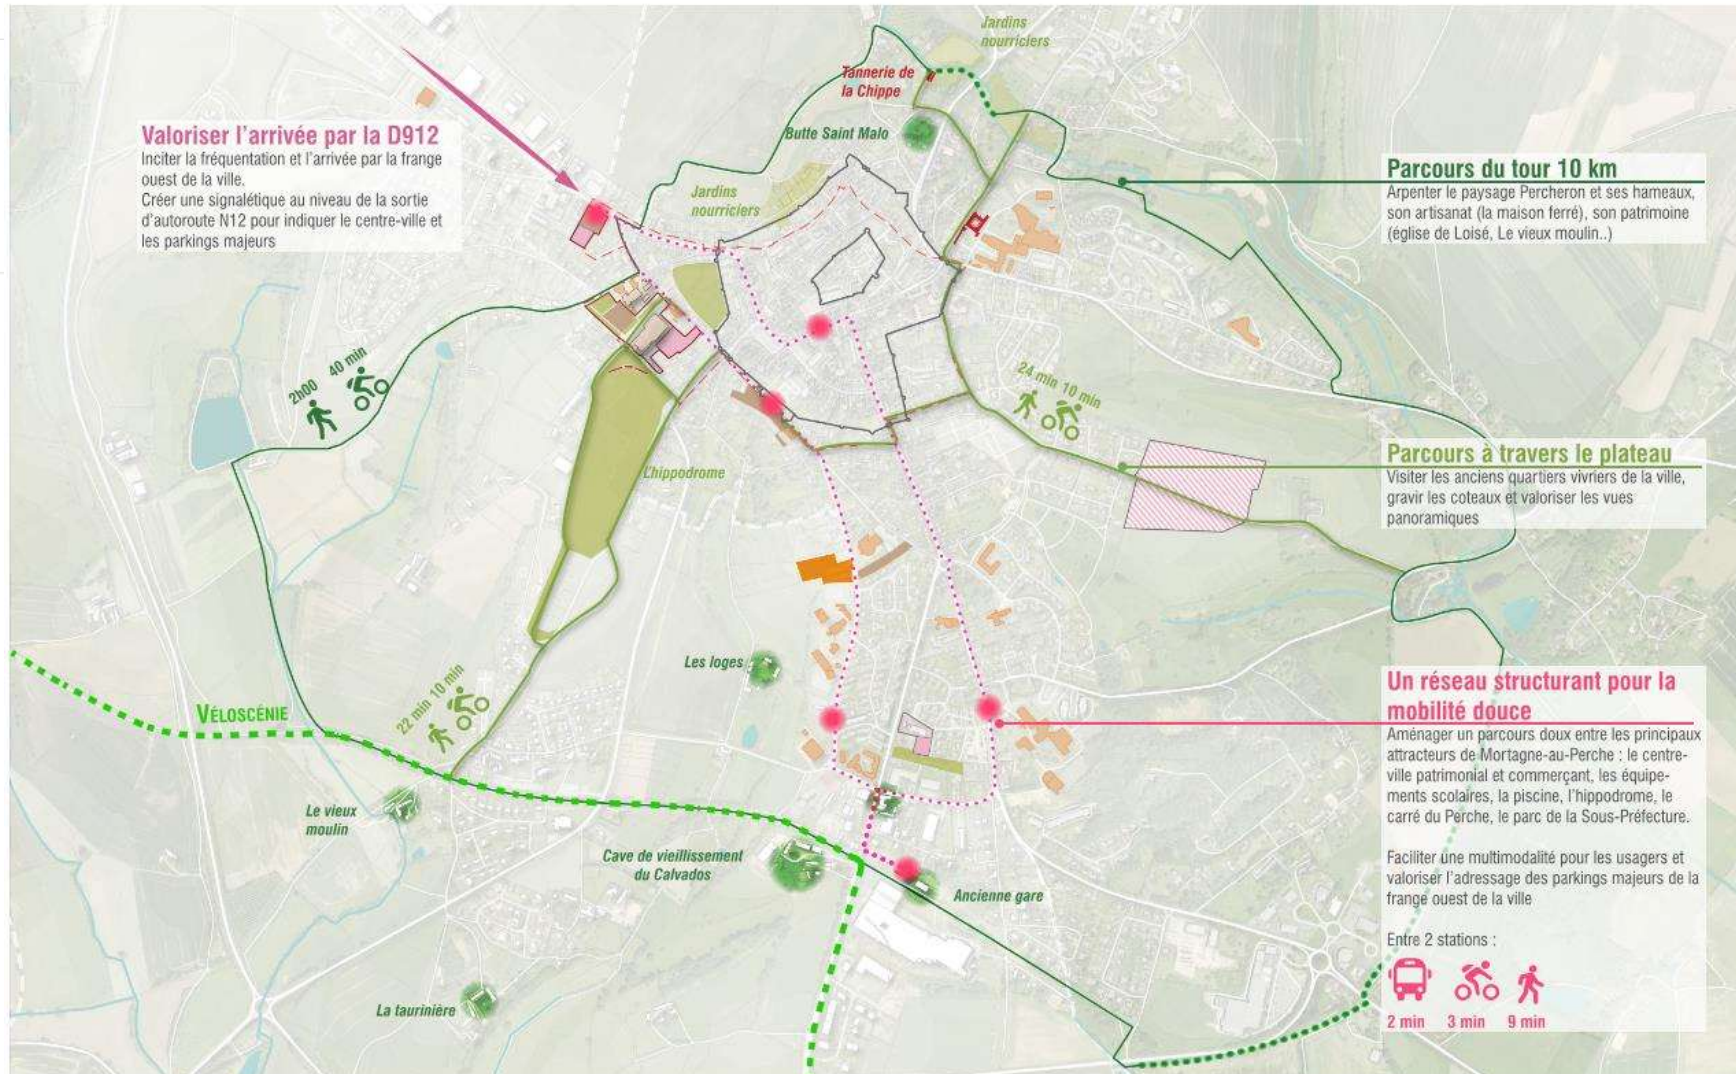 Jardins
nourriciers
Tannerie de
la Chippe
Butte Saint Malo
Valoriser l'arrivée par la D912
Inciter la fréquentation et l'arrivée par la frange
ouest de la ville.
Créer une signalétique au niveau de la sortie
d'autoroute N12 pour indiquer le centre-ville et
les parkings majeurs
Jardins
nourriciers
Parcours du tour 10 km
Arpenter le paysage Percheron et ses hameaux,
son artisanat (la maison ferré), son patrimoine
(église de Loisé, Le vieux moulin..)
2h00 40 min
24 min 10 min
L'hippodrome
Parcours à travers le plateau
Visiter les anciens quartiers vivriers de la ville,
gravir les coteaux et valoriser les vues
panoramiques
Les loges
22 min 10 min
VÉLOSCÉNIE
Un réseau structurant pour la
mobilité douce
Aménager un parcours doux entre les principaux
attracteurs de Mortagne-au-Perche : le centre-
ville patrimonial et commerçant, les équipe-
ments scolaires, la piscine, l'hippodrome, le
carré du Perche, le parc de la Sous-Préfecture.
Faciliter une multimodalité pour les usagers et
valoriser l'adressage des parkings majeurs de la
frange ouest de la ville
Entre 2 stations :
2 min 3 min 9 min
Le vieux
moulin
Cave de vieillissement
du Calvados
Ancienne gare
La taurinière